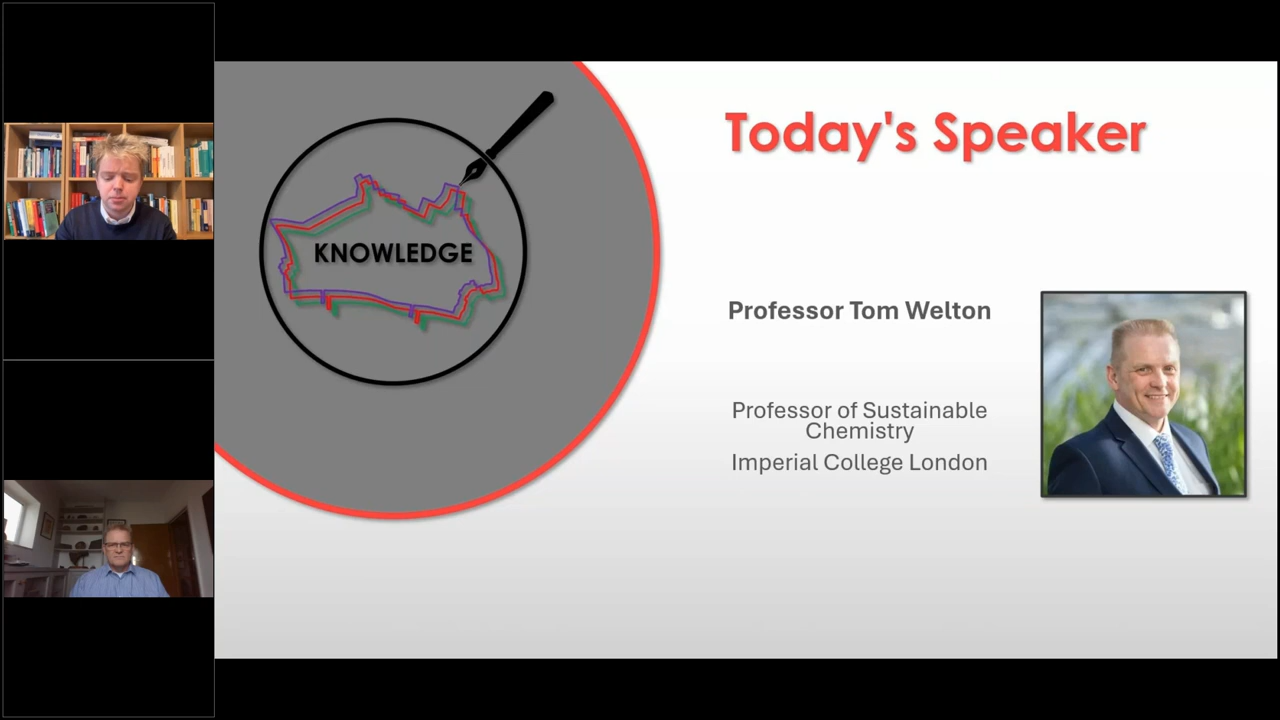 KNOWLEDGE
Today's Speaker
Professor Tom Welton
Professor of Sustainable
Chemistry
Imperial College London